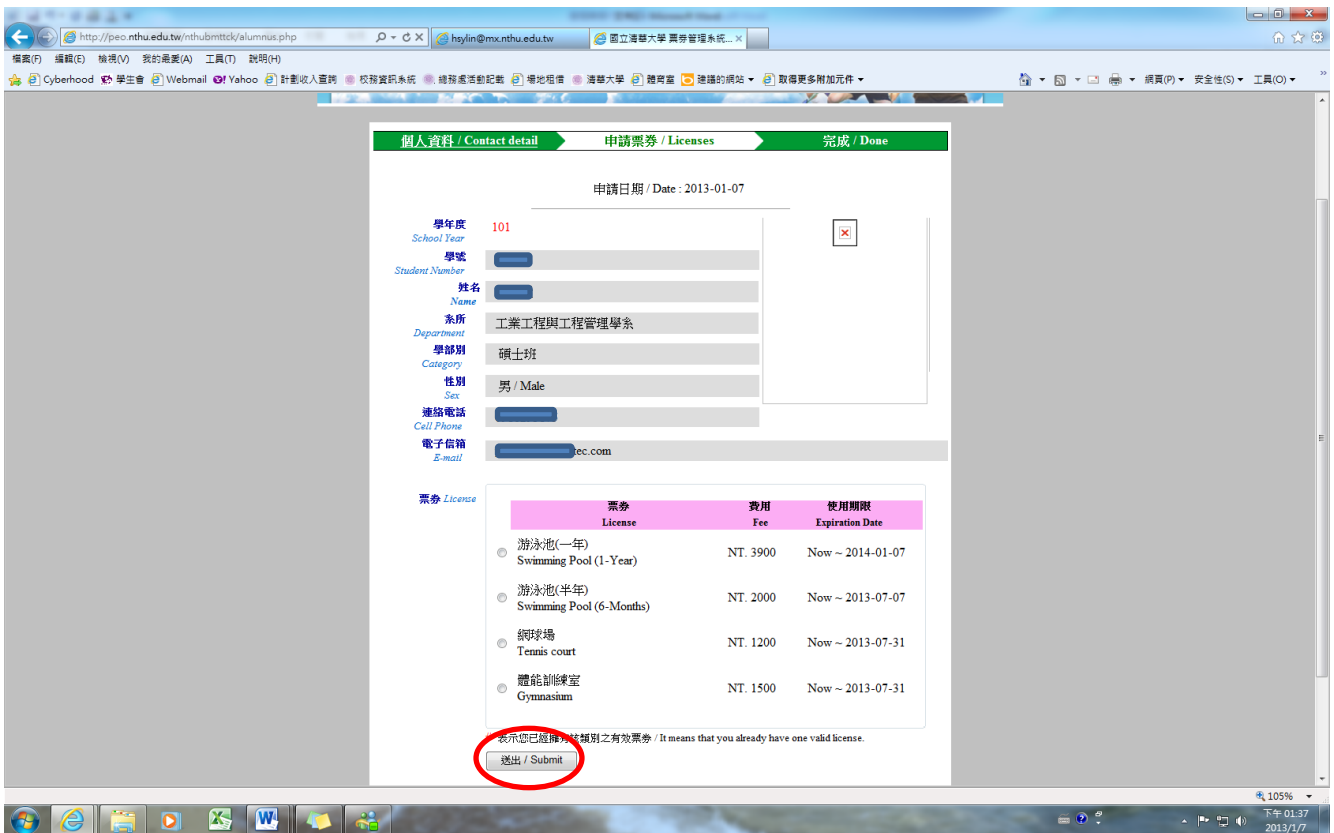 http://peo.nthu.edu.tw/nthubmttck/alumnus.php
hsylin@mx.nthu.edu.tw
國立清華大學 票券管理系統...
檔案(F) 編輯(E) 檢視(V) 我的最愛(A) 工具(T) 說明(H)
Cyberhood 學生會 Webmail Yahoo 計劃收入查詢 校務資訊系統 總務處活動記載 場地租借 清華大學 體育室 建議的網站 取得更多附加元件
網頁(P) 安全性(S) 工具(O)
個人資料 / Contact detail 申請票券 / Licenses 完成 / Done
申請日期 / Date : 2013-01-07
學年度 101
School Year
學號
Student Number
姓名
Name
系所 工業工程與工程管理學系
Department
學部別 碩士班
Category
性別 男 / Male
Sex
連絡電話
Cell Phone
電子信箱 tec.com
E-mail
票券 License
票券 費用 使用期限
License Fee Expiration Date
游泳池(一年)
Swimming Pool (1-Year) NT. 3900 Now ~ 2014-01-07
游泳池(半年)
Swimming Pool (6-Months) NT. 2000 Now ~ 2013-07-07
網球場
Tennis court NT. 1200 Now ~ 2013-07-31
體能訓練室
Gymnasium NT. 1500 Now ~ 2013-07-31
表示您已經擁有該類別之有效票券 / It means that you already have one valid license.
送出 / Submit
105%
下午 01:37
2013/1/7